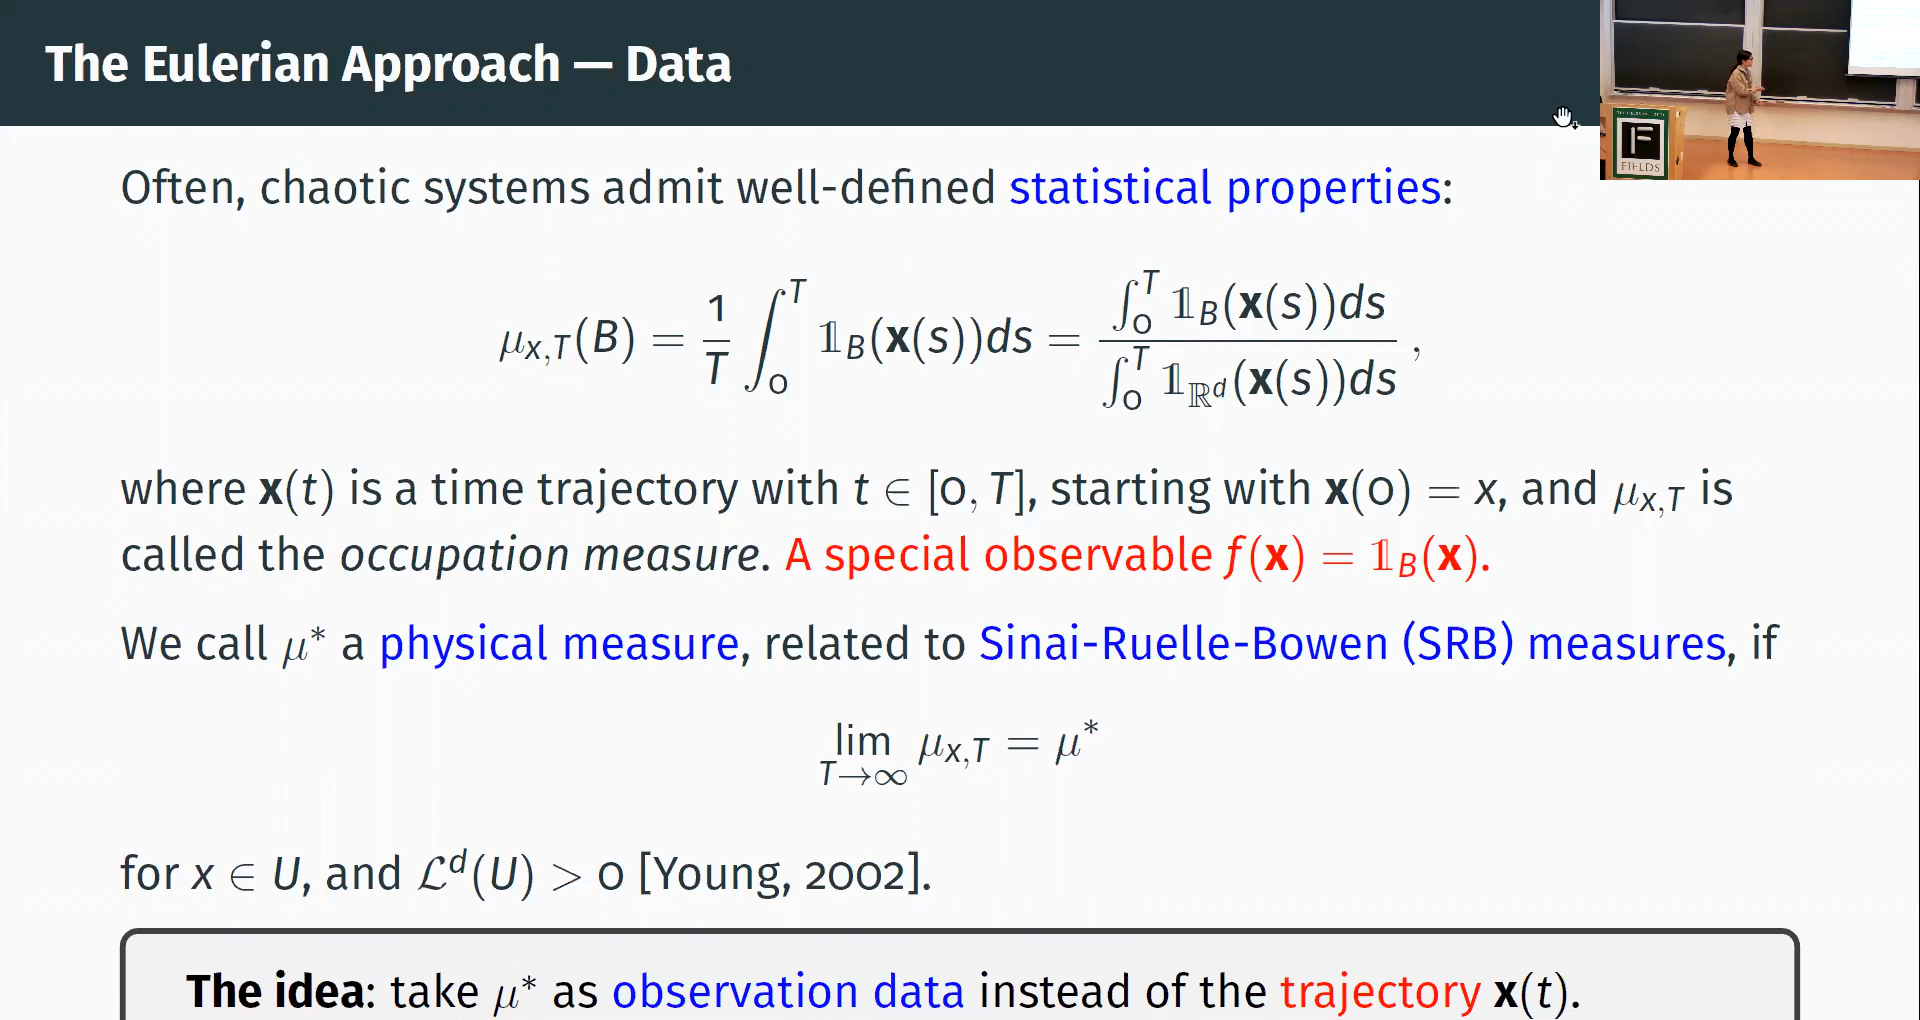 The Eulerian Approach — Data
Often, chaotic systems admit well-defined statistical properties:
μ_{x,T}(B) = \frac{1}{T} ∫_0^T 𝟙_B(𝐱(s))ds = \frac{∫_0^T 𝟙_B(𝐱(s))ds}{∫_0^T 𝟙_{ℝ^d}(𝐱(s))ds} ,
where 𝐱(t) is a time trajectory with t ∈ [0, T], starting with 𝐱(0) = x, and μ_{x,T} is
called the occupation measure. A special observable f(𝐱) = 𝟙_B(𝐱).
We call μ* a physical measure, related to Sinai-Ruelle-Bowen (SRB) measures, if
lim_{T→∞} μ_{x,T} = μ*
for x ∈ U, and ℒ^d(U) > 0 [Young, 2002].
The idea: take μ* as observation data instead of the trajectory 𝐱(t).
FIELDS